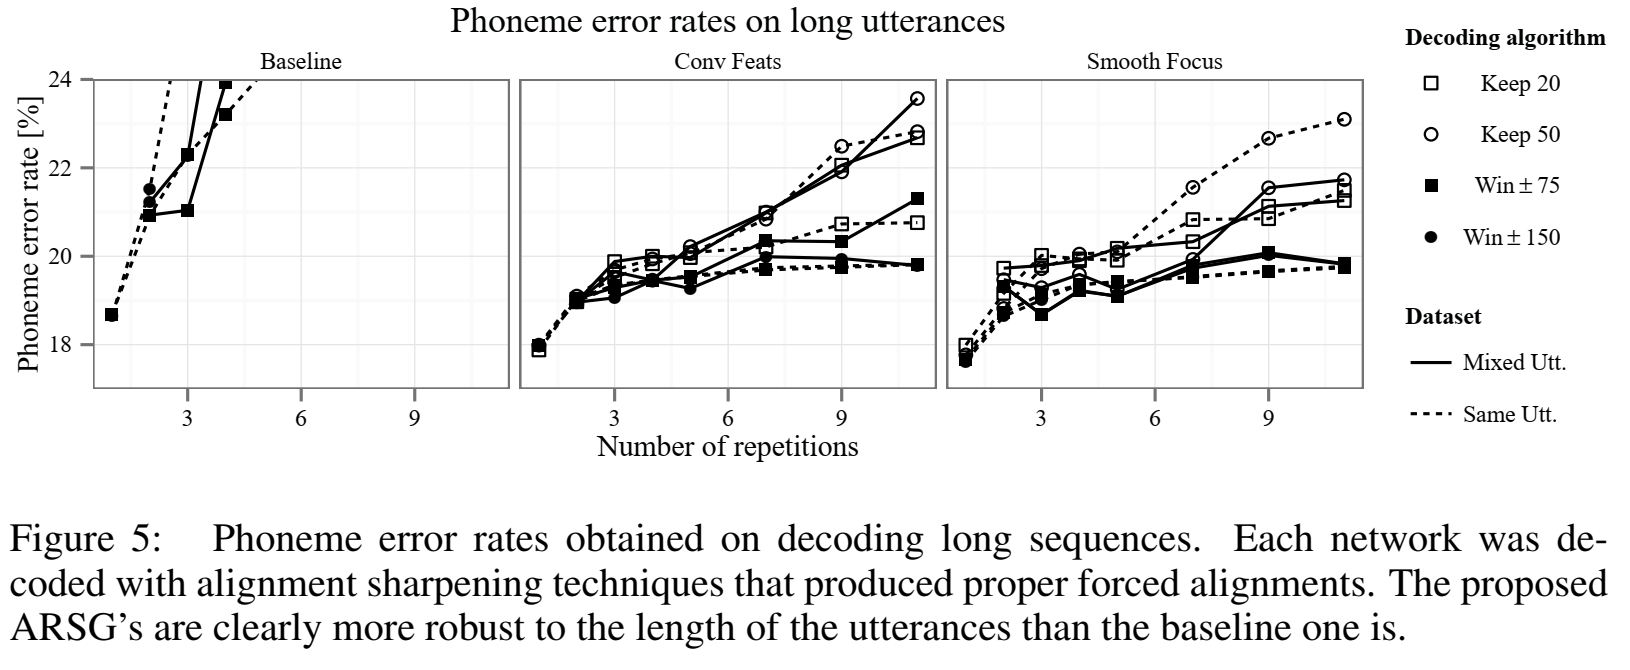 Phoneme error rates on long utterances
Baseline
Conv Feats
Smooth Focus
Phoneme error rate [%]
24
22
20
18
3 6 9
3 6 9
3 6 9
Number of repetitions
Decoding algorithm
Keep 20
Keep 50
Win ± 75
Win ± 150
Dataset
Mixed Utt.
Same Utt.
Figure 5: Phoneme error rates obtained on decoding long sequences. Each network was de-
coded with alignment sharpening techniques that produced proper forced alignments. The proposed
ARSG's are clearly more robust to the length of the utterances than the baseline one is.